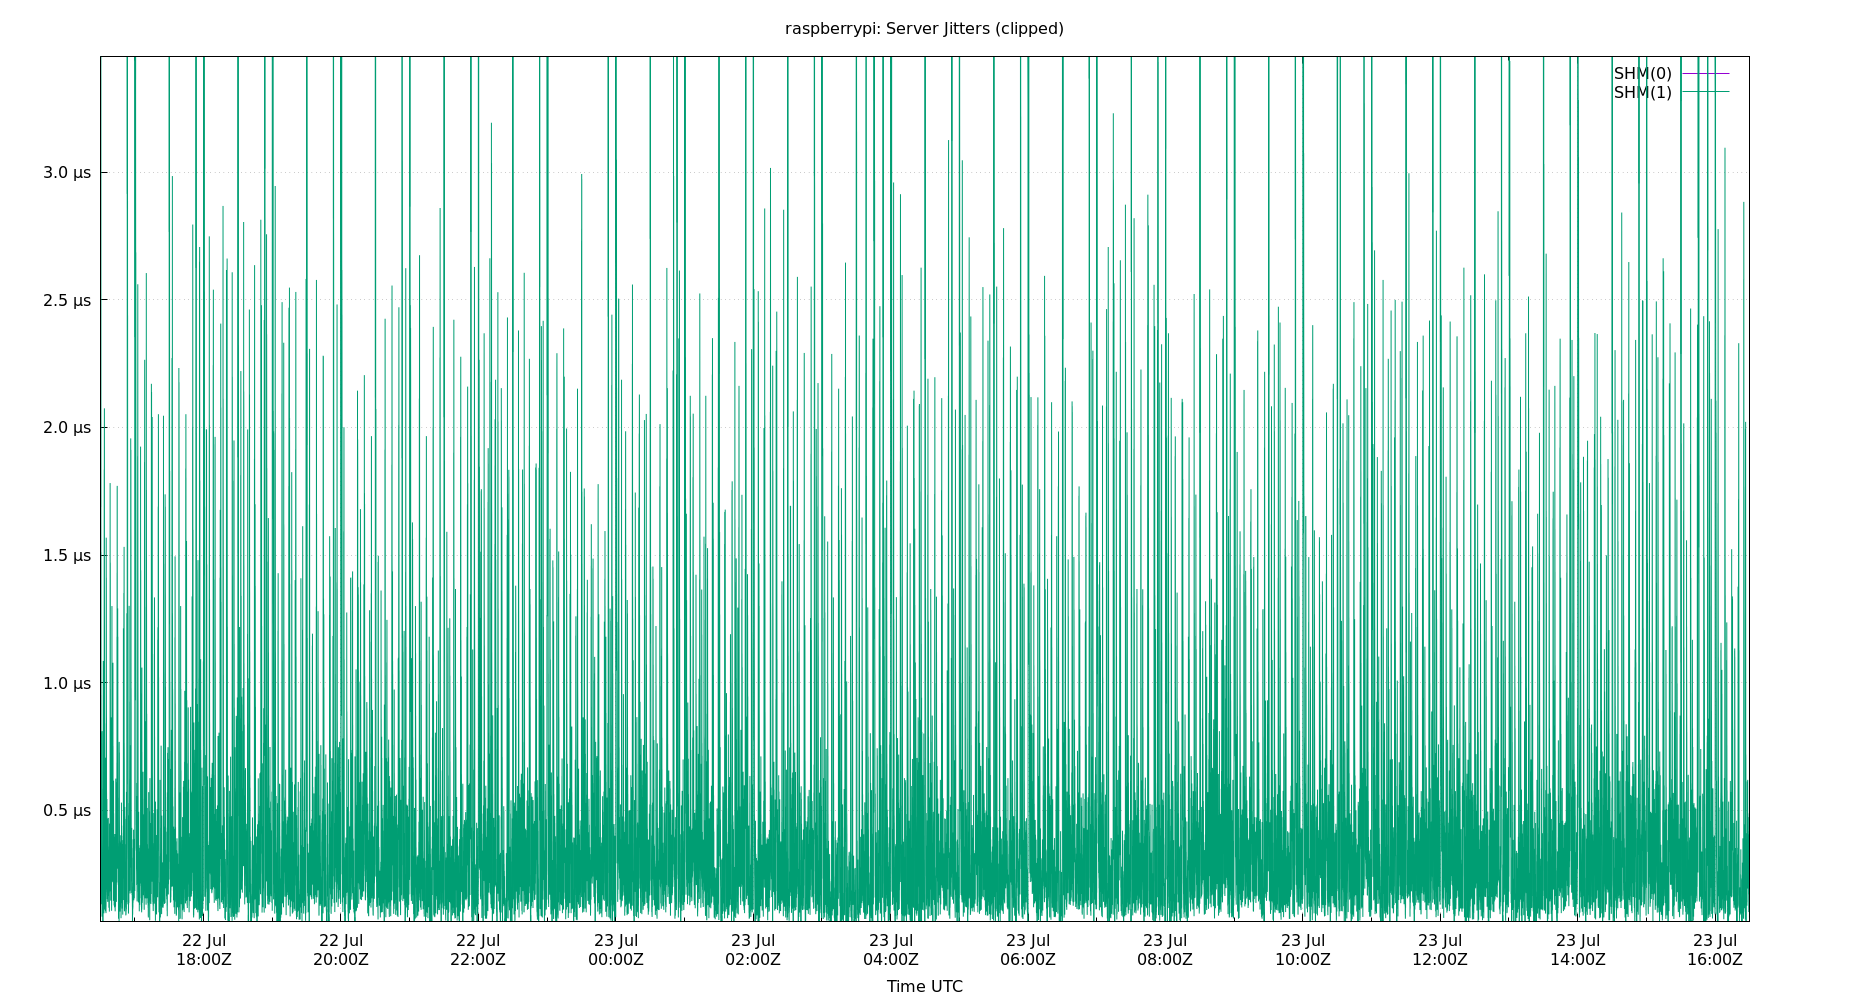 raspberrypi: Server Jitters (clipped)
SHM(0)
SHM(1)
3.0 µs
2.5 µs
2.0 µs
1.5 µs
1.0 µs
0.5 µs
22 Jul 22 Jul 22 Jul 23 Jul 23 Jul 23 Jul 23 Jul 23 Jul 23 Jul 23 Jul 23 Jul 23 Jul
18:00Z 20:00Z 22:00Z 00:00Z 02:00Z 04:00Z 06:00Z 08:00Z 10:00Z 12:00Z 14:00Z 16:00Z
Time UTC